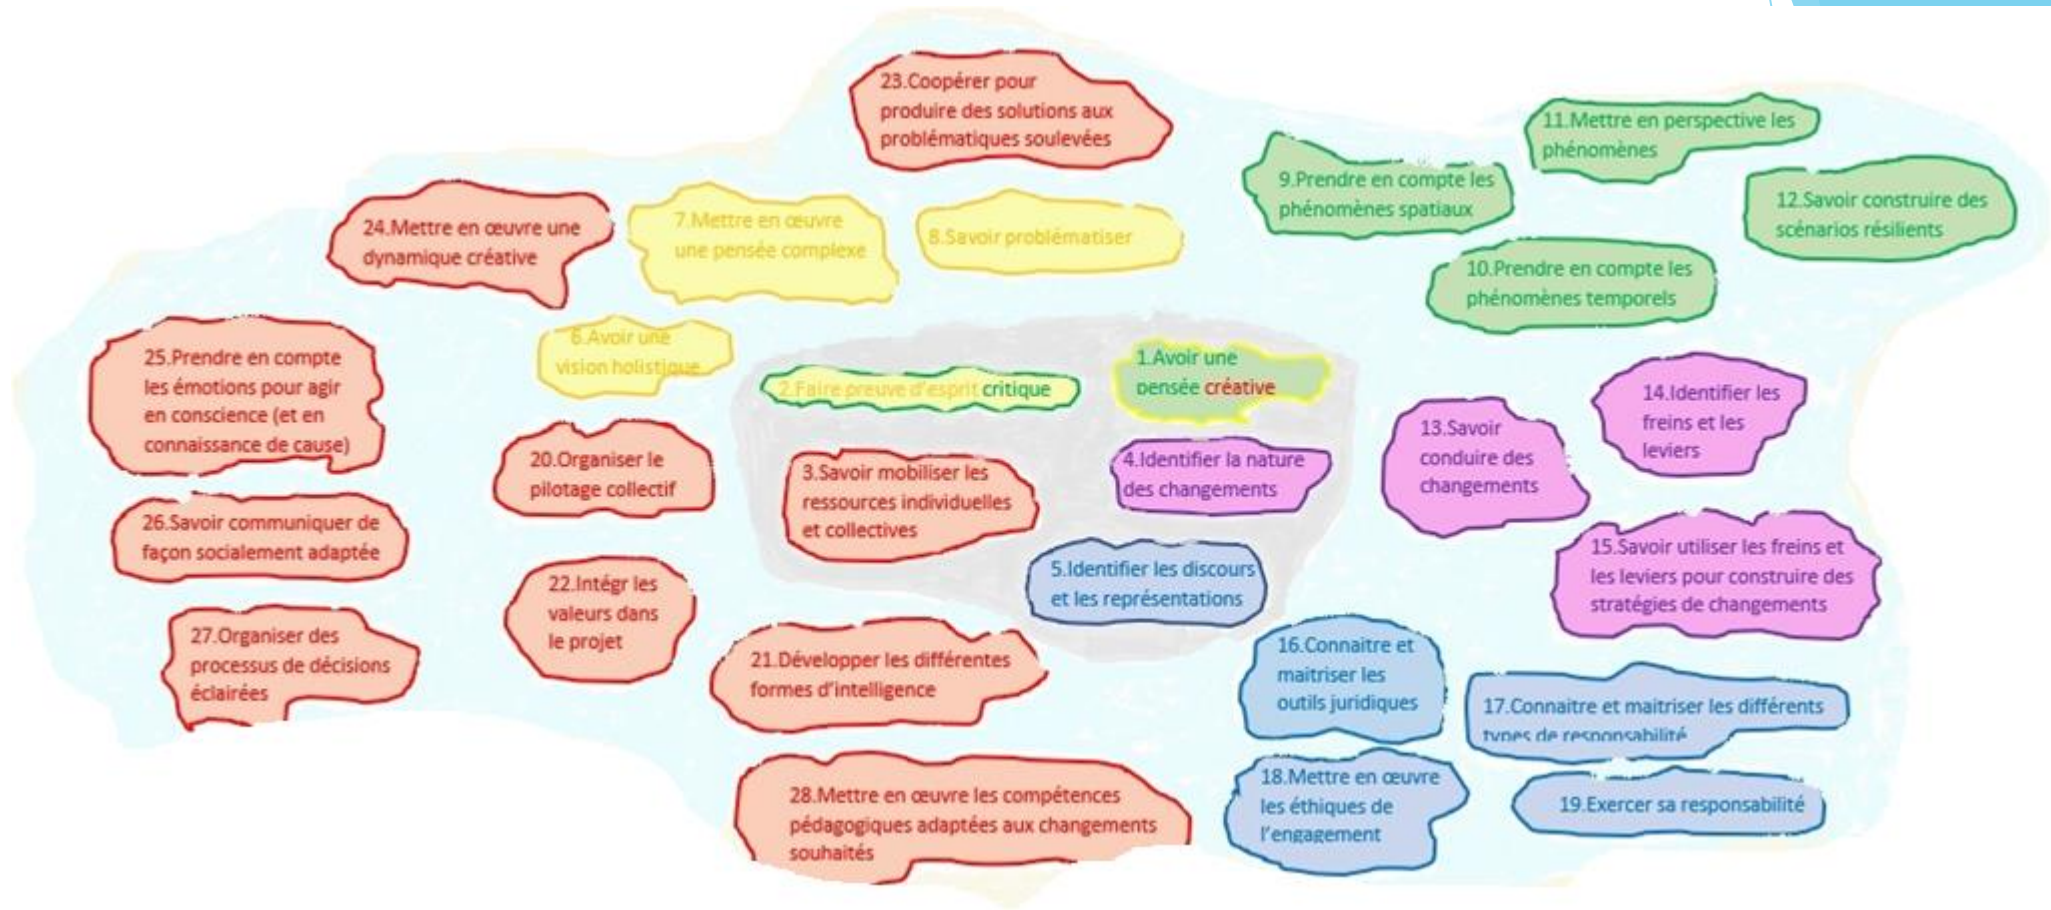 23.Coopérer pour
produire des solutions aux
problématiques soulevées
11.Mettre en perspective les
phénomènes
9.Prendre en compte les
phénomènes spatiaux
12.Savoir construire des
scénarios résilients
24.Mettre en œuvre une
dynamique créative
7.Mettre en œuvre
une pensée complexe
8.Savoir problématiser
10.Prendre en compte les
phénomènes temporels
25.Prendre en compte
les émotions pour agir
en conscience (et en
connaissance de cause)
6.Avoir une
vision holistique
2.Faire preuve d'esprit critique
1.Avoir une
pensée créative
14.Identifier les
freins et les
leviers
13.Savoir
conduire des
changements
20.Organiser le
pilotage collectif
3.Savoir mobiliser les
ressources individuelles
et collectives
4.Identifier la nature
des changements
26.Savoir communiquer de
façon socialement adaptée
15.Savoir utiliser les freins et
les leviers pour construire des
stratégies de changements
22.Intégr les
valeurs dans
le projet
5.Identifier les discours
et les représentations
27.Organiser des
processus de décisions
éclairées
21.Développer les différentes
formes d'intelligence
16.Connaitre et
maitriser les
outils juridiques
17.Connaitre et maitriser les différents
types de responsabilité
28.Mettre en œuvre les compétences
pédagogiques adaptées aux changements
souhaités
18.Mettre en œuvre
les éthiques de
l'engagement
19.Exercer sa responsabilité